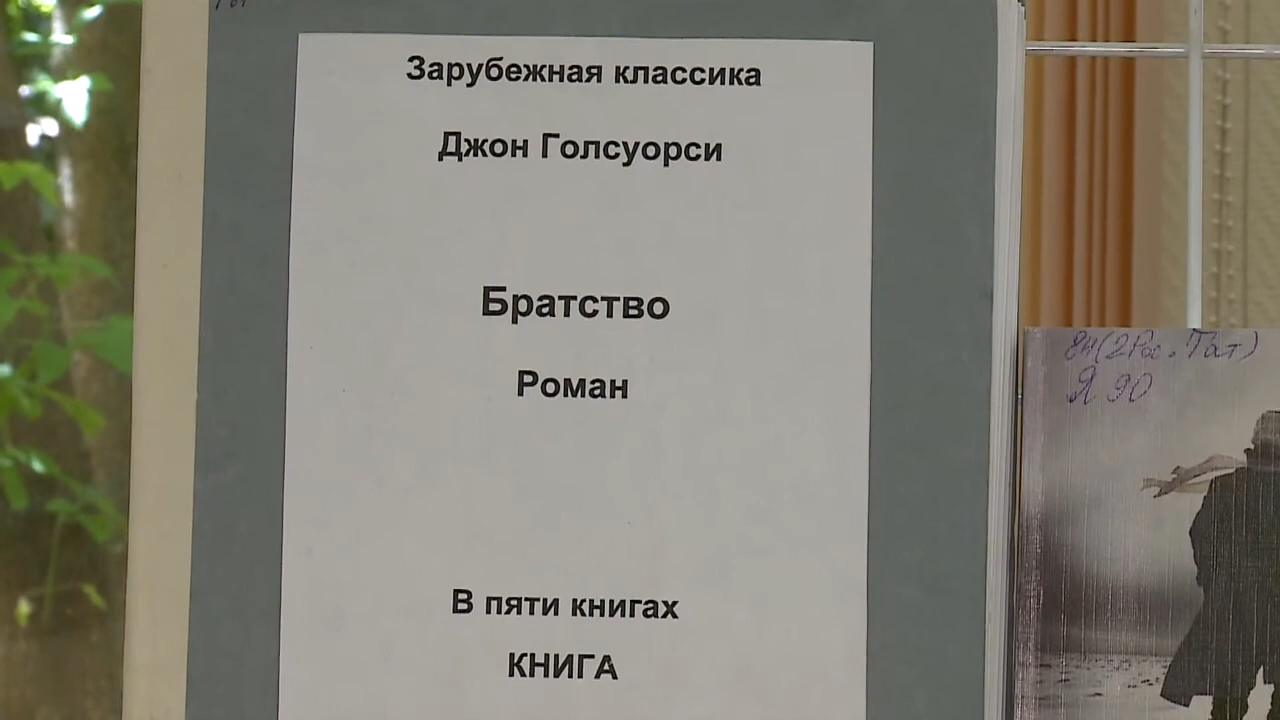 Зарубежная классика
Джон Голсуорси
Братство
Роман
В пяти книгах
КНИГА
84(2Рос.Тат)
Я 90